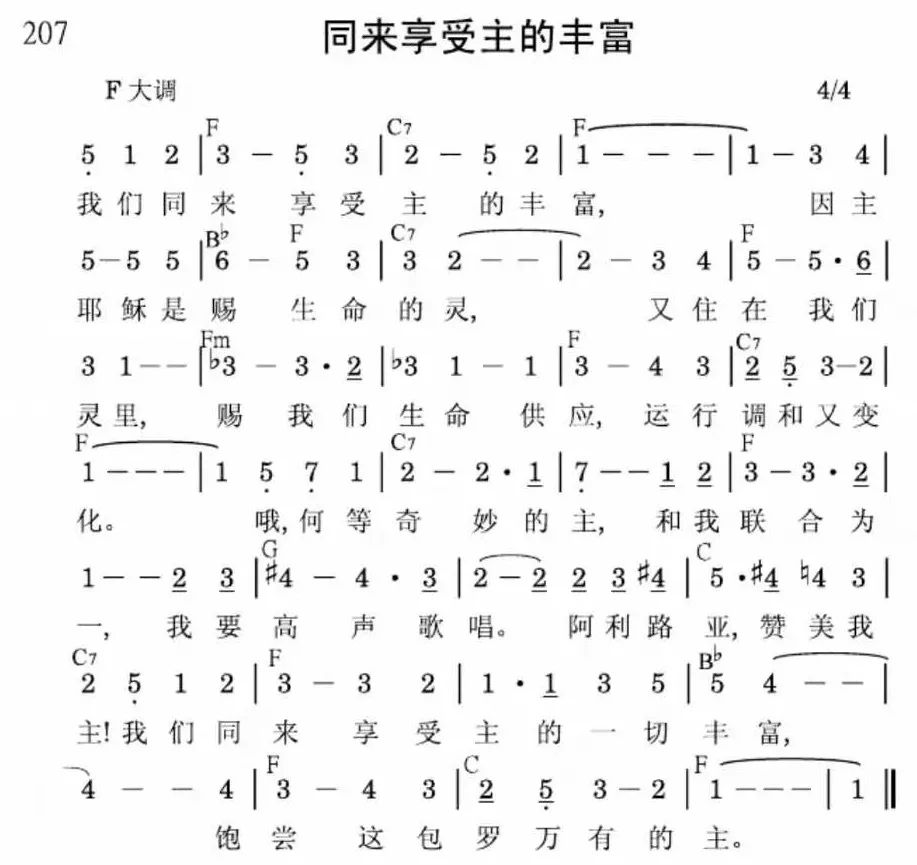 207 同来享受主的丰富
F 大调 4/4
F C7 F
5̣ 1 2 | 3 – 5̣ 3 | 2 – 5̣ 2 | 1 – – – | 1 – 3 4 |
我们同来 享受主 的丰富, 因主
B♭ F C7 F
5–5 5 | 6 – 5 3 | 3 2 – – | 2 – 3 4 | 5 – 5 · 6̲ |
耶稣是赐 生命的灵, 又住在 我们
Fm F C7
3 1 – – | ♭3 – 3 · 2̲ | ♭3 1 – 1 | 3 – 4 3 | 2̲ 5̣̲ 3–2 |
灵里, 赐 我们生命 供应, 运行调和又变
F C7 F
1 – – – | 1 5̣ 7̣ 1 | 2 – 2 · 1̲ | 7̣ – – 1̲ 2̲ | 3 – 3 · 2̲ |
化。 哦,何等奇 妙的主, 和我联 合为
G C
1 – – 2̲ 3̲ | ♯4 – 4 · 3̲ | 2 – 2̲ 2̲ 3̲ ♯4̲ | 5 · ♯4̲ ♮4 3 |
一, 我要高 声歌唱。 阿利路亚,赞美我
C7 F B♭
2 5̣ 1 2 | 3 – 3 2 | 1 · 1̲ 3 5 | 5 4 – – |
主!我们同来 享受主的一切丰富,
F C F
4 – – 4 | 3 – 4 3 | 2̲ 5̣̲ 3–2 | 1 – – – | 1 ‖
饱尝 这包罗万有的主。